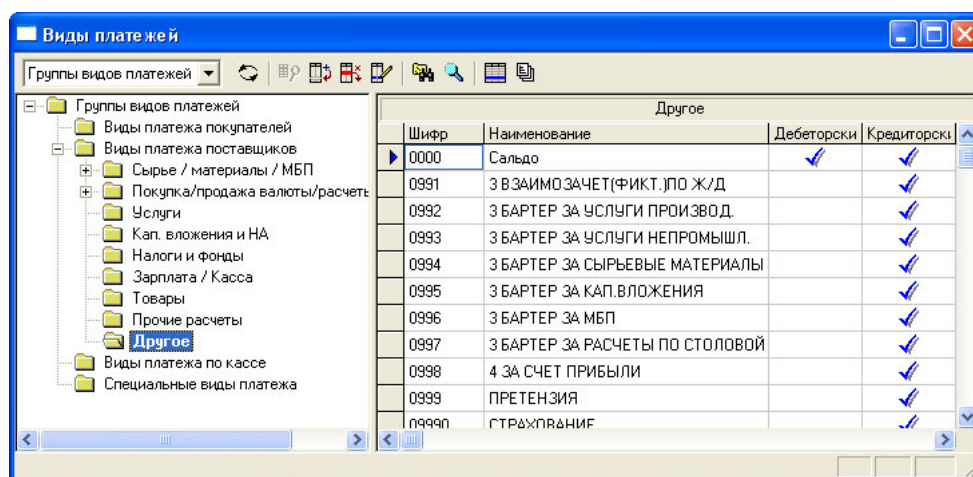 Виды платежей
Группы видов платежей
Группы видов платежей
Виды платежа покупателей
Виды платежа поставщиков
Сырье / материалы / МБП
Покупка/продажа валюты/расчеть
Услуги
Кап. вложения и НА
Налоги и фонды
Зарплата / Касса
Товары
Прочие расчеты
Другое
Виды платежа по кассе
Специальные виды платежа
Другое
Шифр Наименование Дебеторски Кредиторскі
0000 Сальдо
0991 3 ВЗАИМОЗАЧЕТ(ФИКТ.)ПО Ж/Д
0992 3 БАРТЕР ЗА УСЛУГИ ПРОИЗВОД.
0993 3 БАРТЕР ЗА УСЛУГИ НЕПРОМЫШЛ.
0994 3 БАРТЕР ЗА СЫРЬЕВЫЕ МАТЕРИАЛЫ
0995 3 БАРТЕР ЗА КАП.ВЛОЖЕНИЯ
0996 3 БАРТЕР ЗА МБП
0997 3 БАРТЕР ЗА РАСЧЕТЫ ПО СТОЛОВОЙ
0998 4 ЗА СЧЕТ ПРИБЫЛИ
0999 ПРЕТЕНЗИЯ
09990 СТРАХОВАНИЕ